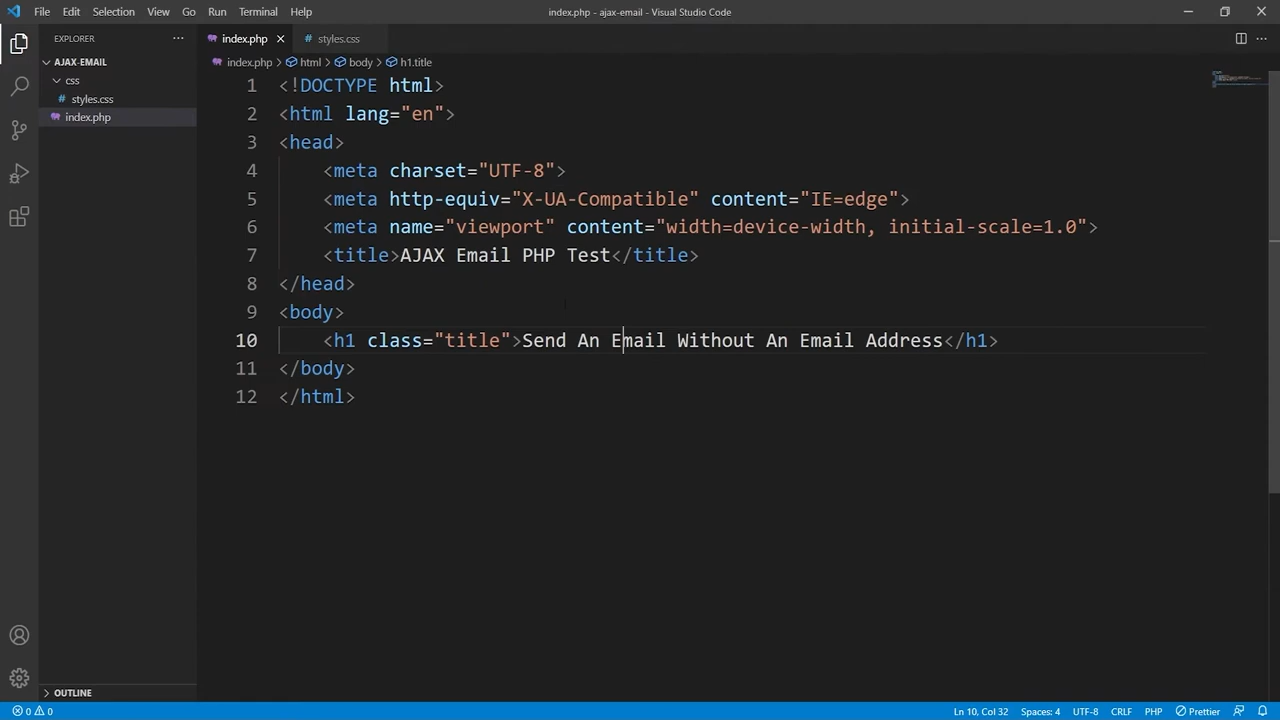 File Edit Selection View Go Run Terminal Help
index.php - ajax-email - Visual Studio Code
EXPLORER
AJAX-EMAIL
css
# styles.css
index.php
OUTLINE
index.php
# styles.css
index.php > html > body > h1.title
1 <!DOCTYPE html>
2 <html lang="en">
3 <head>
4 <meta charset="UTF-8">
5 <meta http-equiv="X-UA-Compatible" content="IE=edge">
6 <meta name="viewport" content="width=device-width, initial-scale=1.0">
7 <title>AJAX Email PHP Test</title>
8 </head>
9 <body>
10 <h1 class="title">Send An Email Without An Email Address</h1>
11 </body>
12 </html>
0 0
Ln 10, Col 32 Spaces: 4 UTF-8 CRLF PHP Prettier